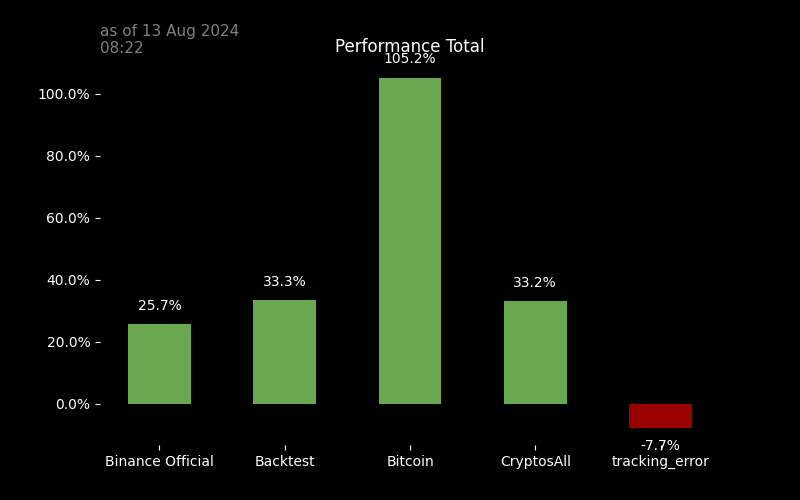 as of 13 Aug 2024
08:22
Performance Total
105.2%
100.0%
80.0%
60.0%
40.0%
20.0%
0.0%
25.7%
33.3%
33.2%
-7.7%
Binance Official
Backtest
Bitcoin
CryptosAll
tracking_error